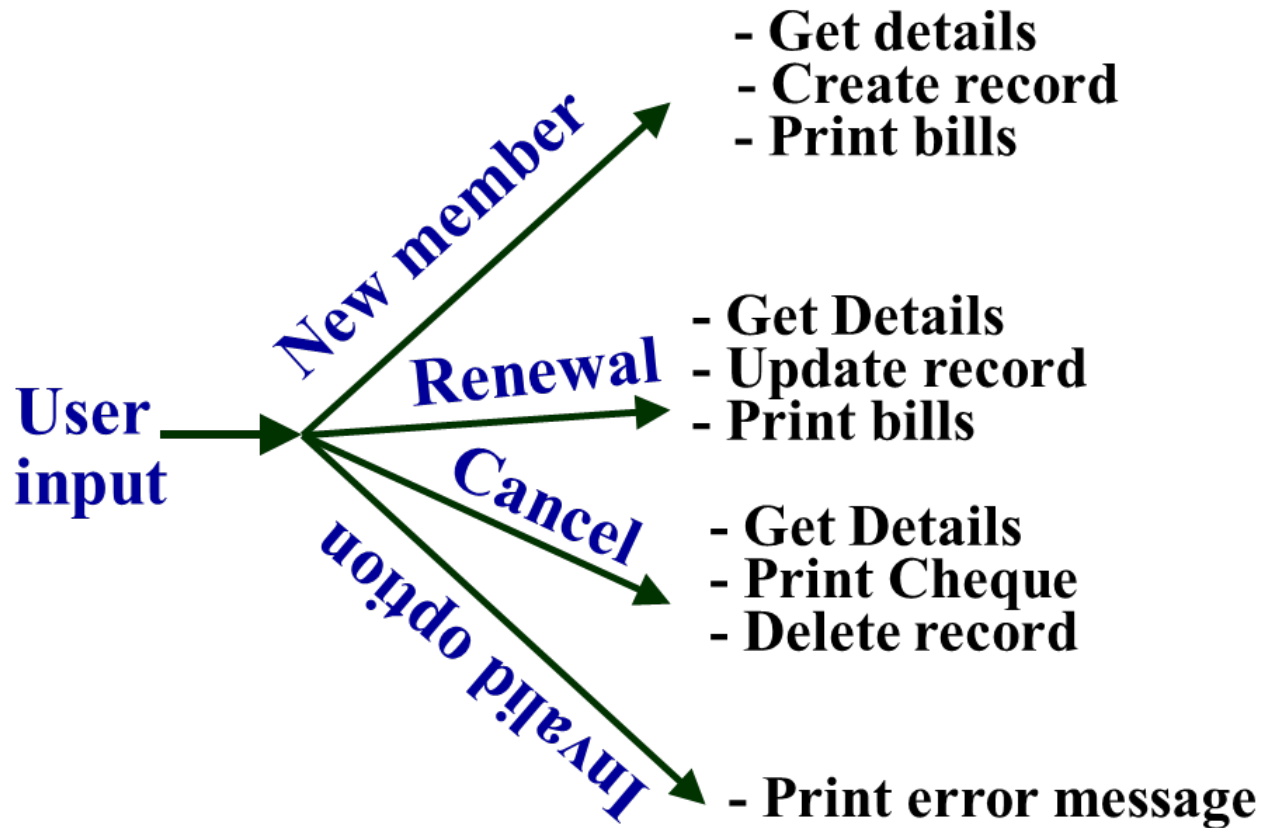 - Get details
- Create record
- Print bills
New member
- Get Details
- Update record
- Print bills
Renewal
User
input
Cancel
- Get Details
- Print Cheque
- Delete record
Invalid option
- Print error message